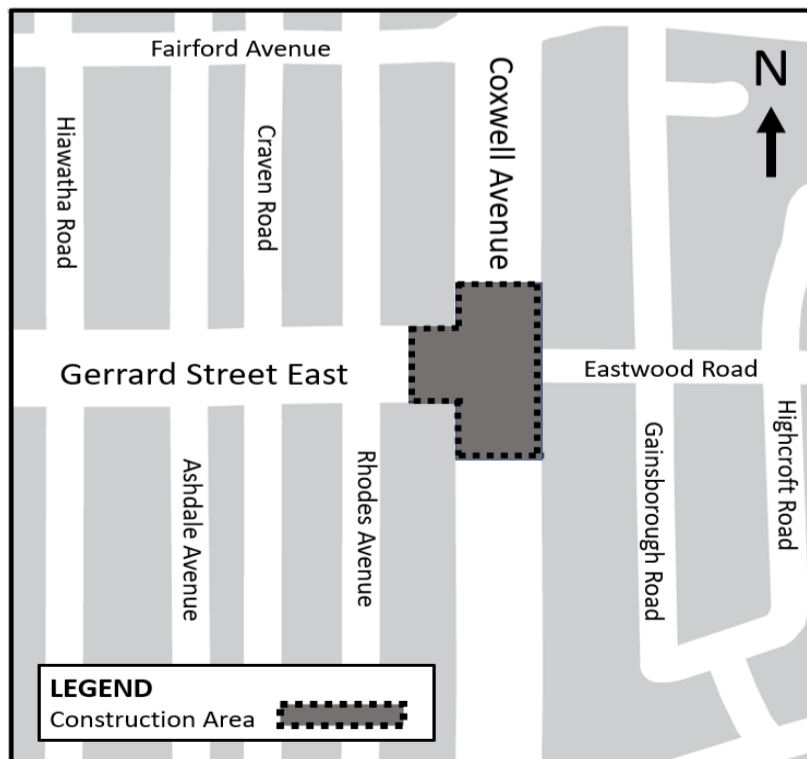 Fairford Avenue
Coxwell Avenue
N
Hiawatha Road
Craven Road
Gerrard Street East
Eastwood Road
Ashdale Avenue
Rhodes Avenue
Gainsborough Road
Highcroft Road
LEGEND
Construction Area